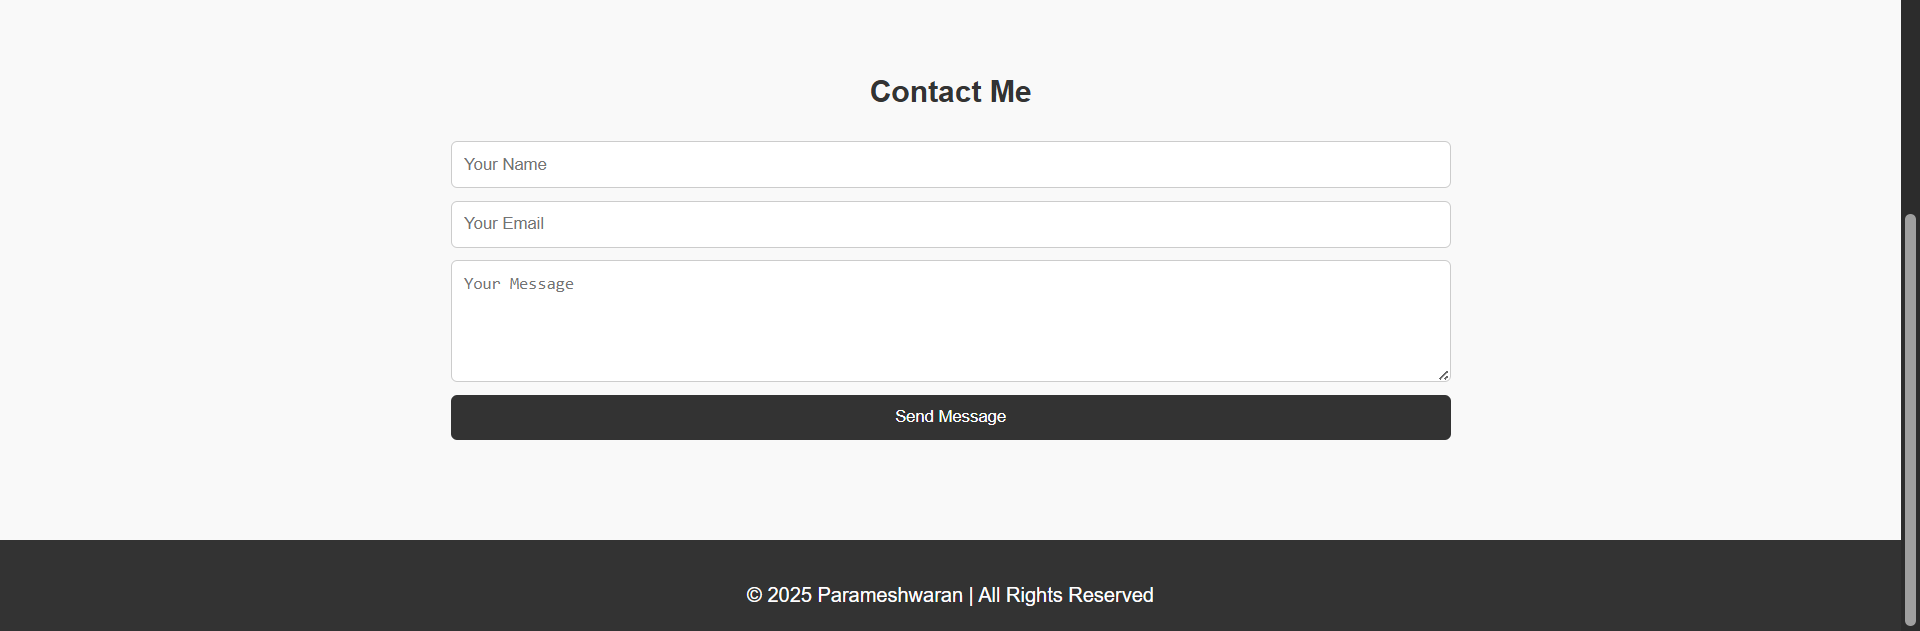 Contact Me
Your Name
Your Email
Your Message
Send Message
© 2025 Parameshwaran | All Rights Reserved